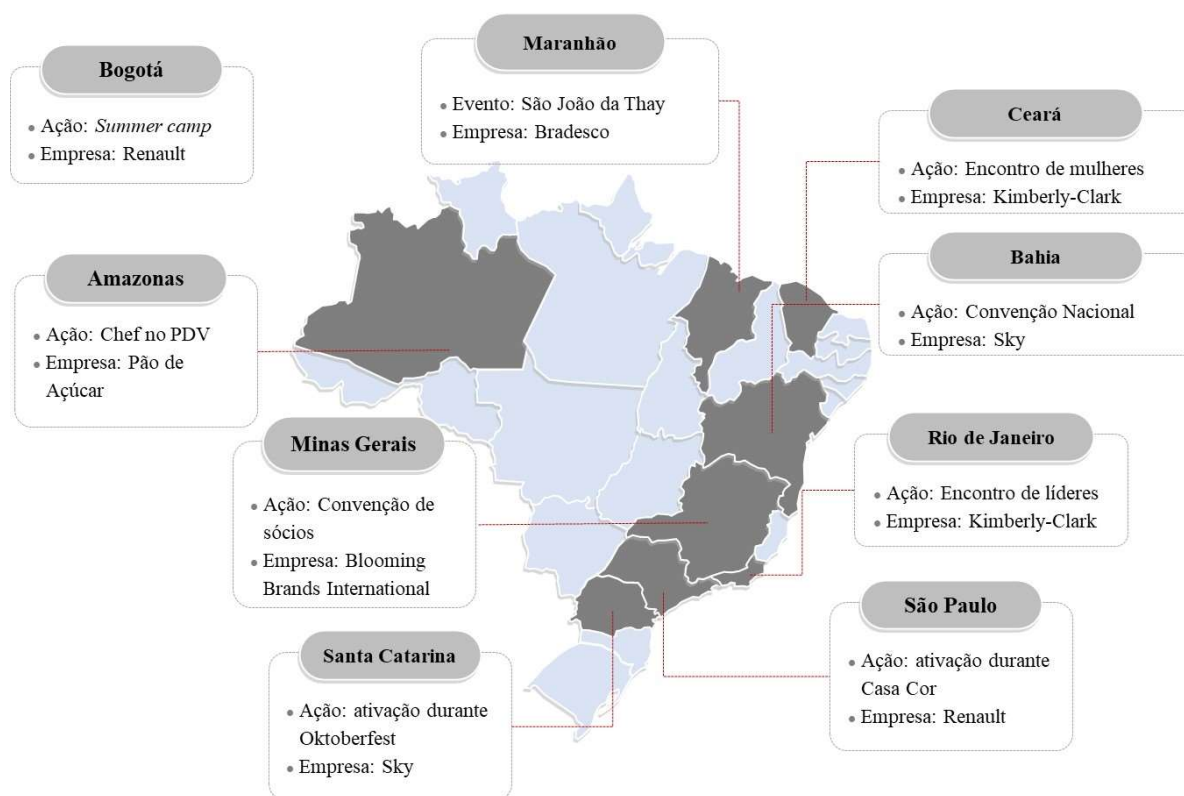 Bogotá
Ação: Summer camp
Empresa: Renault
Maranhão
Evento: São João da Thay
Empresa: Bradesco
Ceará
Ação: Encontro de mulheres
Empresa: Kimberly-Clark
Amazonas
Ação: Chef no PDV
Empresa: Pão de
Açúcar
Bahia
Ação: Convenção Nacional
Empresa: Sky
Minas Gerais
Ação: Convenção de
sócios
Empresa: Blooming
Brands International
Rio de Janeiro
Ação: Encontro de líderes
Empresa: Kimberly-Clark
Santa Catarina
Ação: ativação durante
Oktoberfest
Empresa: Sky
São Paulo
Ação: ativação durante
Casa Cor
Empresa: Renault